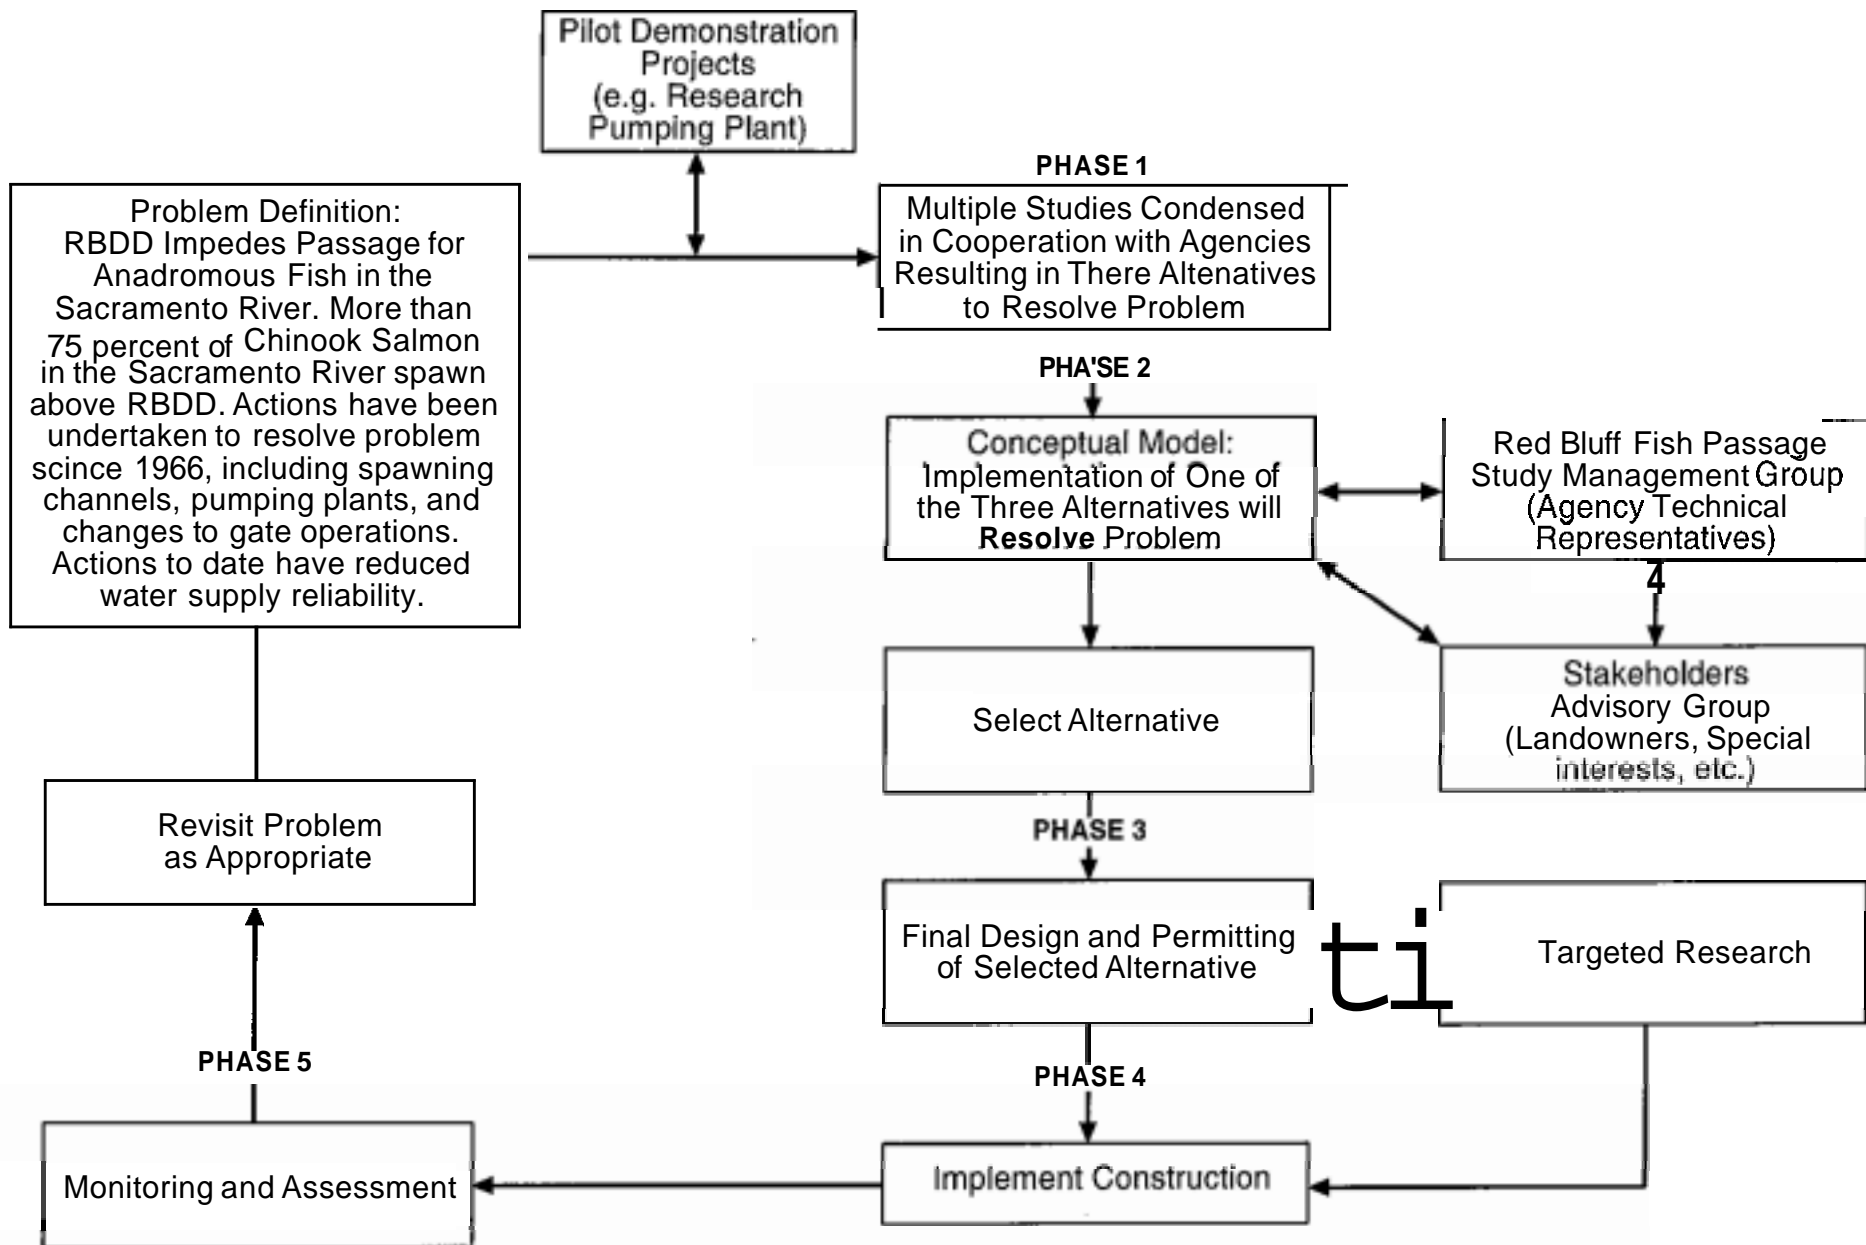 Pilot Demonstration
Projects
(e.g. Research
Pumping Plant)
PHASE 1
Multiple Studies Condensed
in Cooperation with Agencies
Resulting in There Altenatives
to Resolve Problem
Problem Definition:
RBDD Impedes Passage for
Anadromous Fish in the
Sacramento River. More than
75 percent of Chinook Salmon
in the Sacramento River spawn
above RBDD. Actions have been
undertaken to resolve problem
scince 1966, including spawning
channels, pumping plants, and
changes to gate operations.
Actions to date have reduced
water supply reliability.
PHA'SE 2
Conceptual Model:
Implementation of One of
the Three Alternatives will
Resolve Problem
Red Bluff Fish Passage
Study Management Group
(Agency Technical
Representatives)
4
Select Alternative
Stakeholders
Advisory Group
(Landowners, Special
interests, etc.)
Revisit Problem
as Appropriate
PHASE 3
Final Design and Permitting
of Selected Alternative
ti
Targeted Research
PHASE 5
PHASE 4
Monitoring and Assessment
Implement Construction